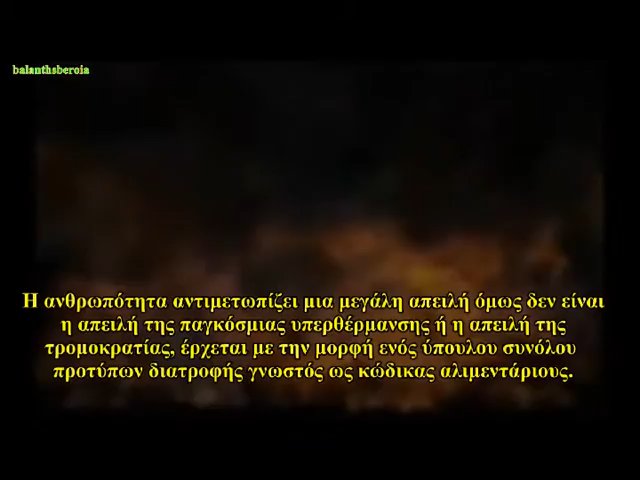 balanthsberoia
Η ανθρωπότητα αντιμετωπίζει μια μεγάλη απειλή όμως δεν είναι
η απειλή της παγκόσμιας υπερθέρμανσης ή η απειλή της
τρομοκρατίας, έρχεται με την μορφή ενός ύπουλου συνόλου
προτύπων διατροφής γνωστός ως κώδικας αλιμεντάριους.